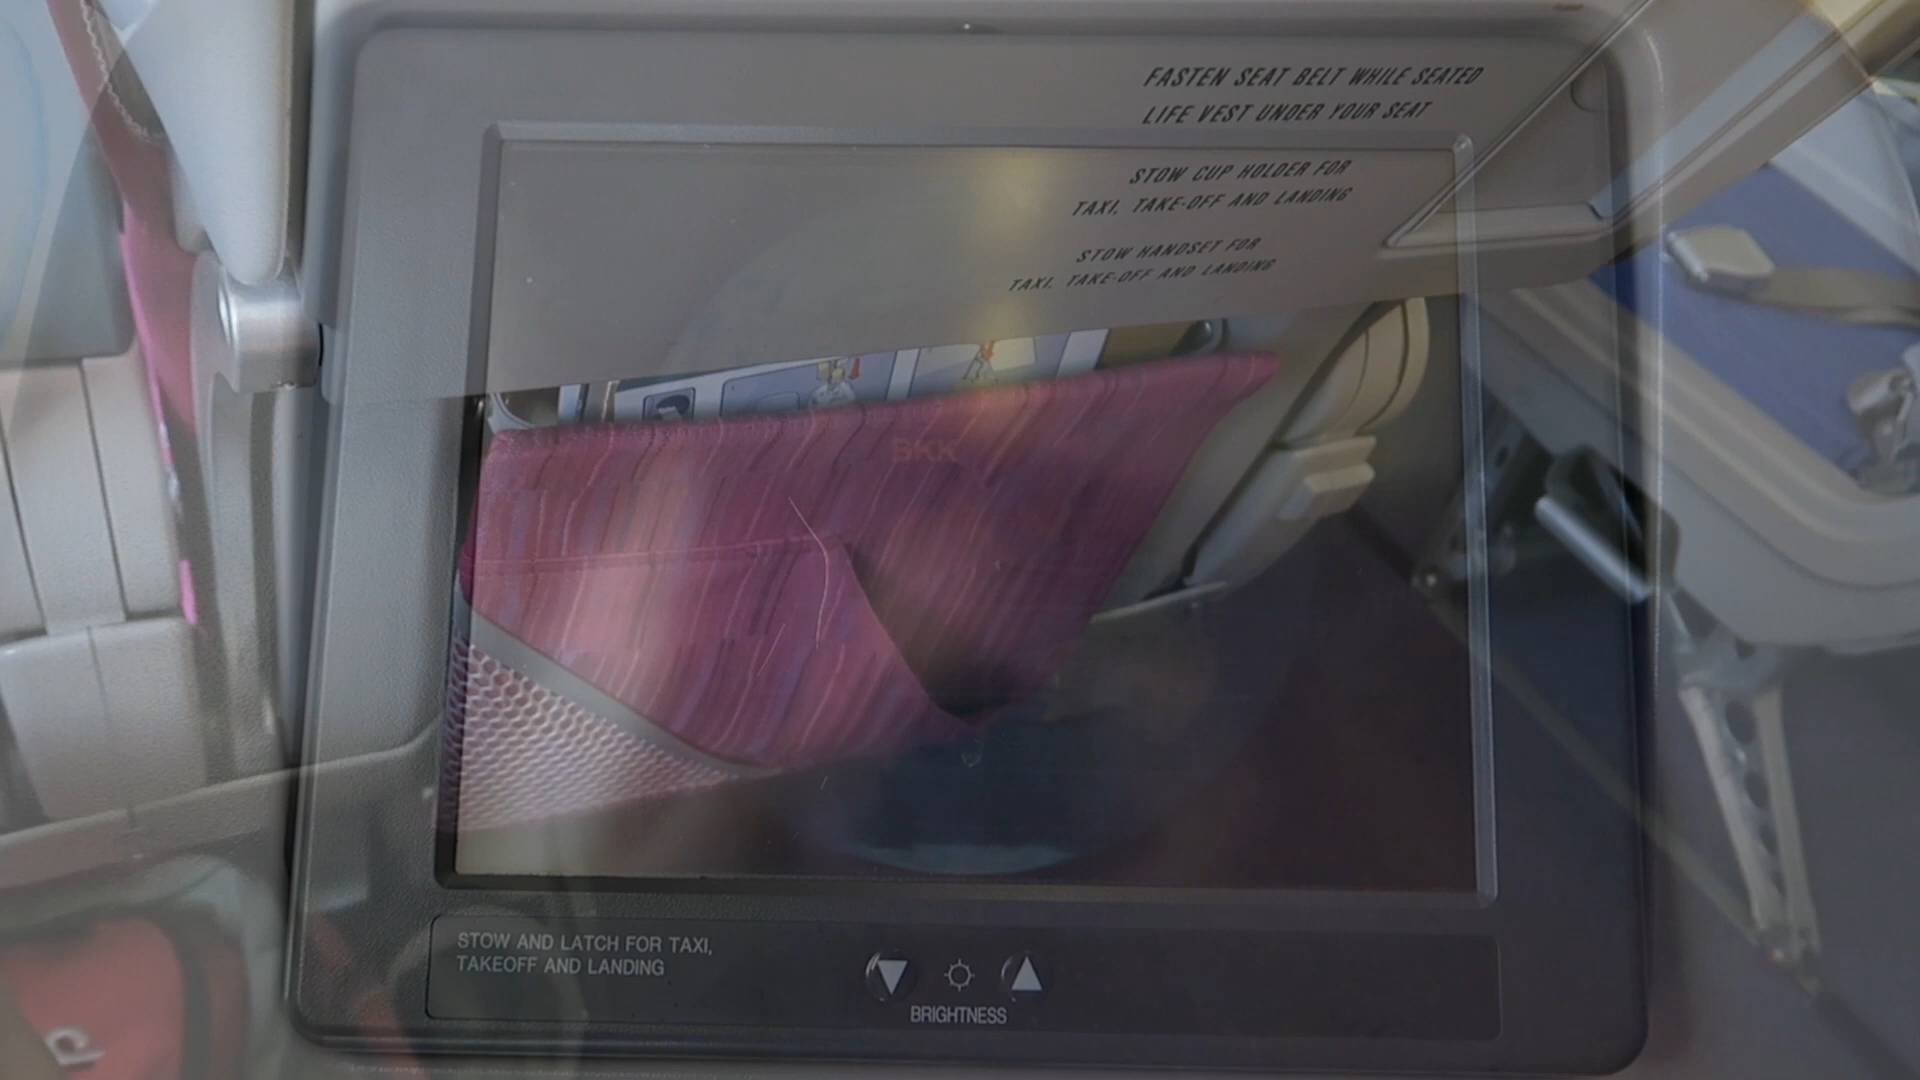 FASTEN SEAT BELT WHILE SEATED
LIFE VEST UNDER YOUR SEAT
STOW CUP HOLDER FOR
TAXI, TAKE-OFF AND LANDING
STOW HANDSET FOR
TAXI, TAKE-OFF AND LANDING
BKK
STOW AND LATCH FOR TAXI,
TAKEOFF AND LANDING
BRIGHTNESS